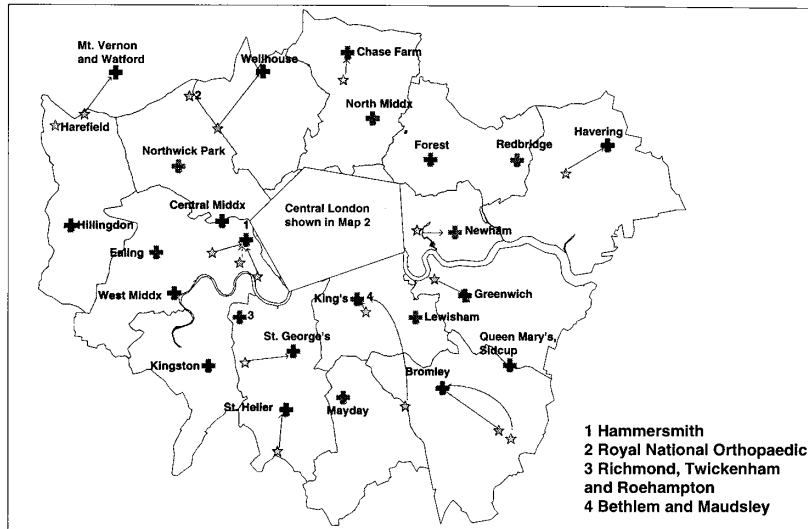 Mt. Vernon
and Watford
Wellhouse
Chase Farm
2
Harefield
North Middx
Northwick Park
Forest
Redbridge
Havering
Central Middx
Central London
shown in Map 2
Hillingdon
1
Newham
Ealing
West Middx
King's
4
Greenwich
3
Lewisham
St. George's
Queen Mary's,
Sidcup
Kingston
Bromley
St. Helier
Mayday
1 Hammersmith
2 Royal National Orthopaedic
3 Richmond, Twickenham
and Roehampton
4 Bethlem and Maudsley